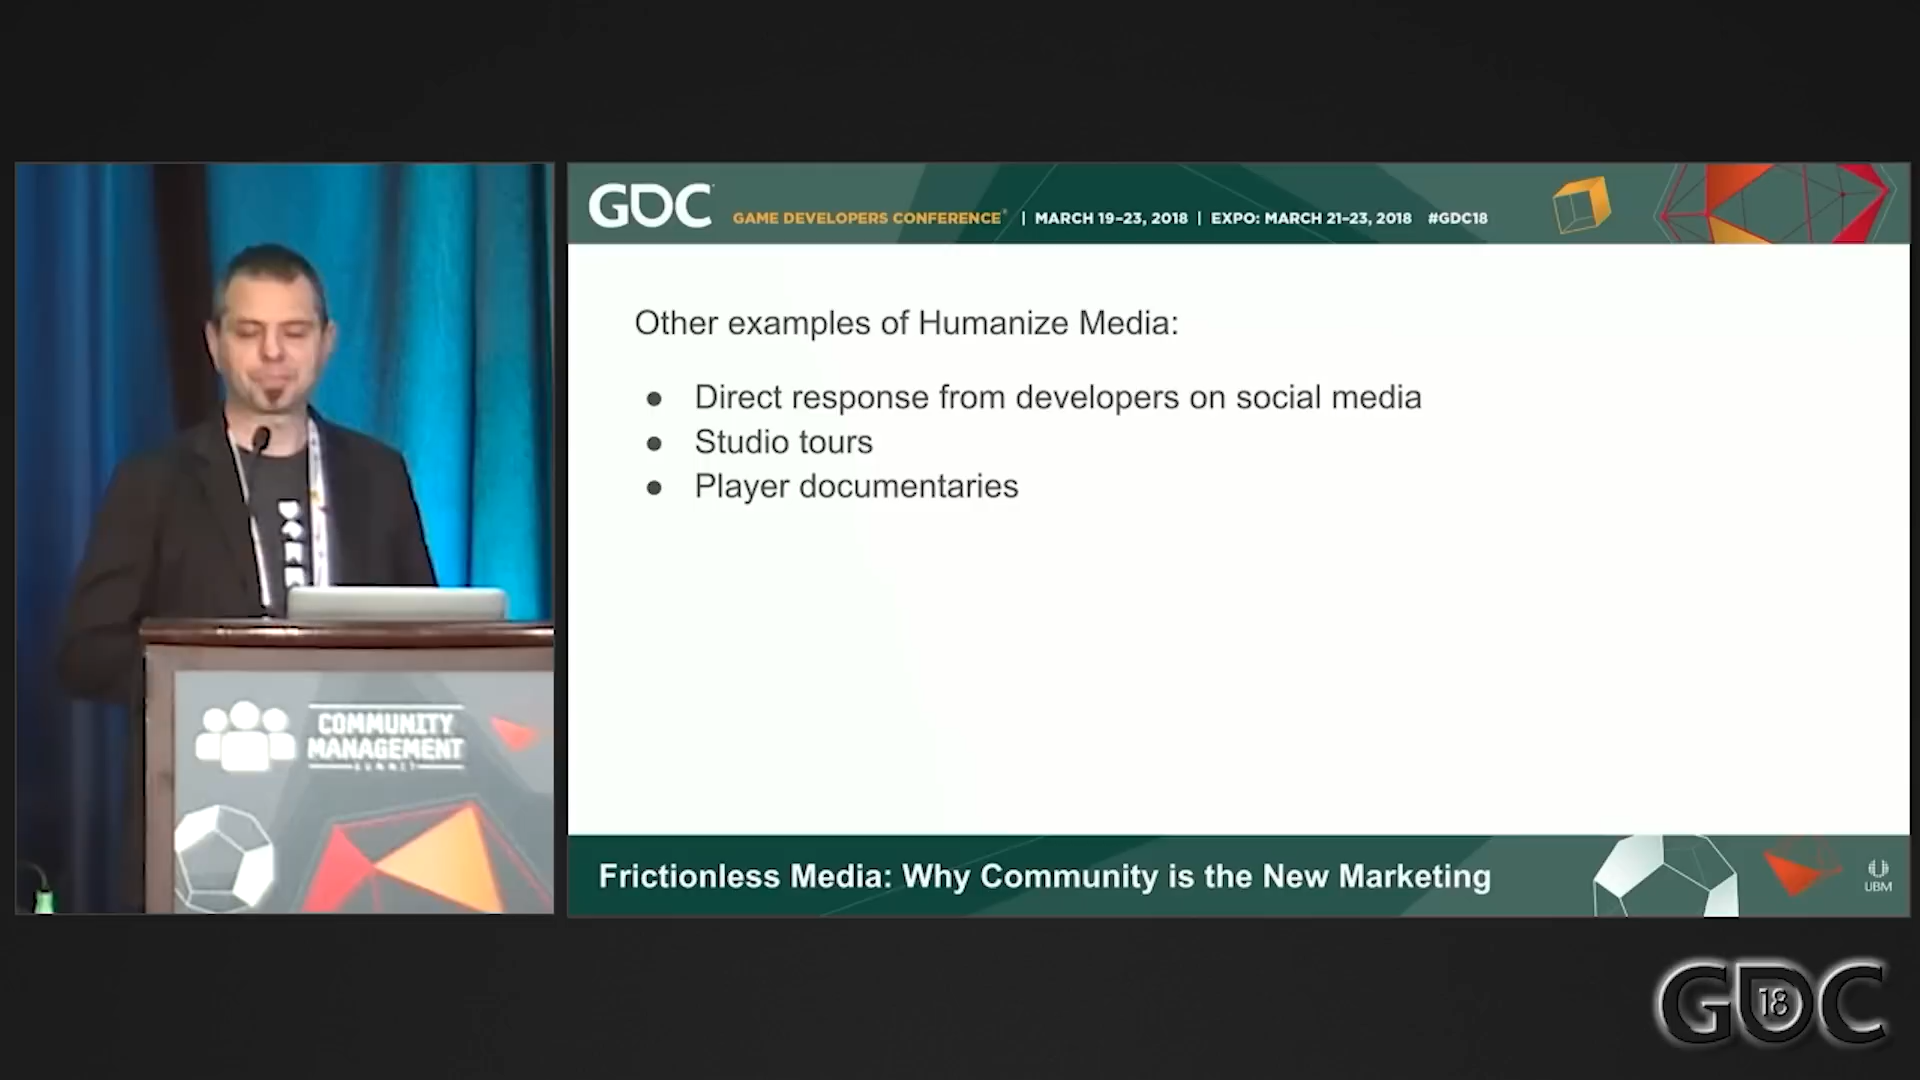 GDC
GAME DEVELOPERS CONFERENCE® | MARCH 19–23, 2018 | EXPO: MARCH 21–23, 2018 #GDC18
Other examples of Humanize Media:
● Direct response from developers on social media
● Studio tours
● Player documentaries
COMMUNITY
MANAGEMENT
SUMMIT
Frictionless Media: Why Community is the New Marketing
UBM
GDC
18